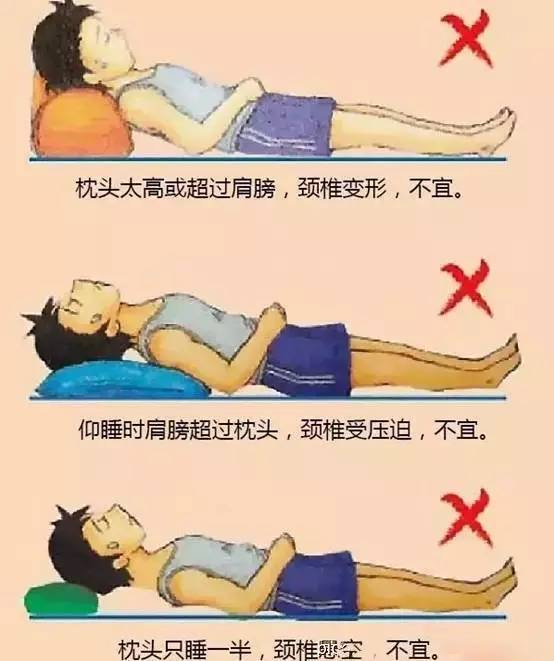 枕头太高或超过肩膀，颈椎变形，不宜。
仰睡时肩膀超过枕头，颈椎受压迫，不宜。
枕头只睡一半，颈椎悬空，不宜。